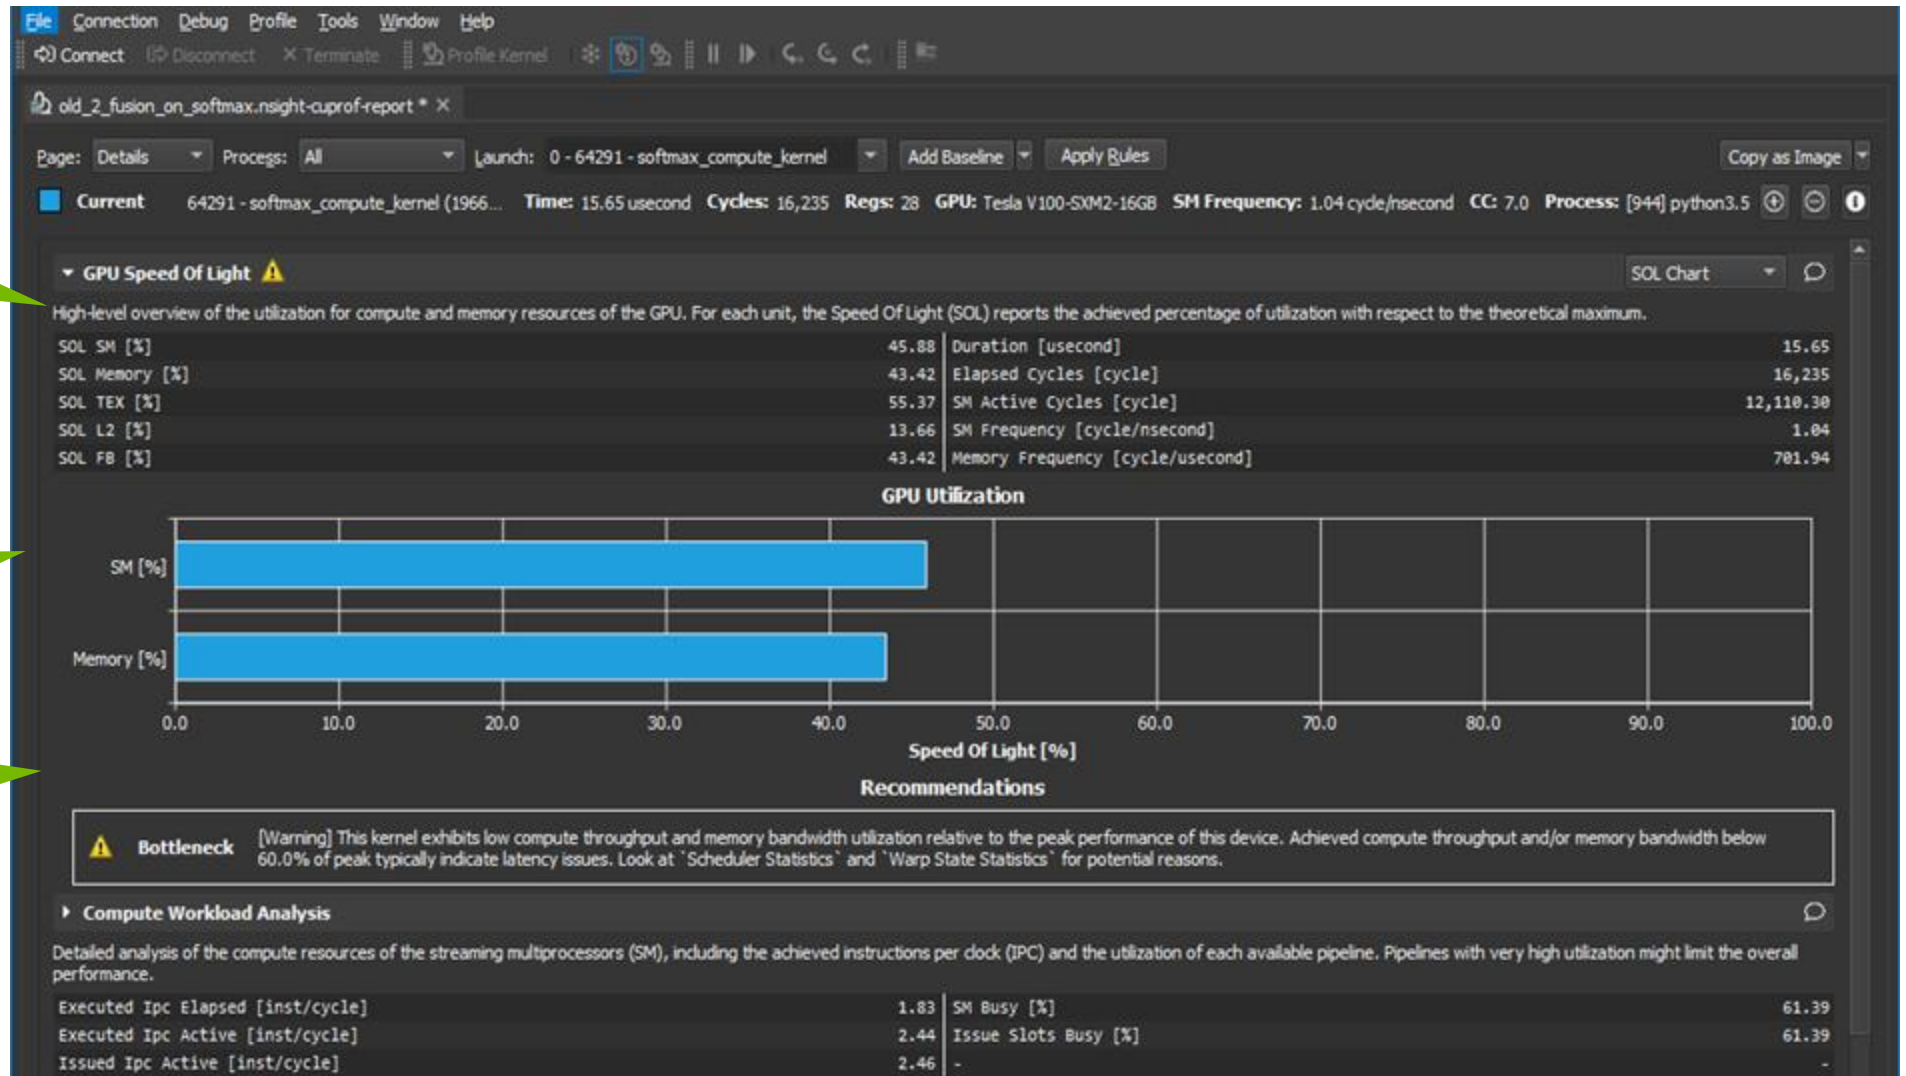 File Connection Debug Profile Tools Window Help
Connect Disconnect Terminate Profile Kernel
old_2_fusion_on_softmax.nsight-cuprof-report *
Page: Details Process: All Launch: 0 - 64291 - softmax_compute_kernel Add Baseline Apply Rules Copy as Image
Current 64291 - softmax_compute_kernel (1966... Time: 15.65 usecond Cycles: 16,235 Regs: 28 GPU: Tesla V100-SXM2-16GB SM Frequency: 1.04 cycle/nsecond CC: 7.0 Process: [944] python3.5
GPU Speed Of Light SOL Chart
High-level overview of the utilization for compute and memory resources of the GPU. For each unit, the Speed Of Light (SOL) reports the achieved percentage of utilization with respect to the theoretical maximum.
SOL SM [%] 45.88 Duration [usecond] 15.65
SOL Memory [%] 43.42 Elapsed Cycles [cycle] 16,235
SOL TEX [%] 55.37 SM Active Cycles [cycle] 12,110.30
SOL L2 [%] 13.66 SM Frequency [cycle/nsecond] 1.04
SOL FB [%] 43.42 Memory Frequency [cycle/usecond] 701.94
GPU Utilization
SM [%]
Memory [%]
0.0 10.0 20.0 30.0 40.0 50.0 60.0 70.0 80.0 90.0 100.0
Speed Of Light [%]
Recommendations
Bottleneck [Warning] This kernel exhibits low compute throughput and memory bandwidth utilization relative to the peak performance of this device. Achieved compute throughput and/or memory bandwidth below
60.0% of peak typically indicate latency issues. Look at `Scheduler Statistics` and `Warp State Statistics` for potential reasons.
Compute Workload Analysis
Detailed analysis of the compute resources of the streaming multiprocessors (SM), including the achieved instructions per clock (IPC) and the utilization of each available pipeline. Pipelines with very high utilization might limit the overall
performance.
Executed Ipc Elapsed [inst/cycle] 1.83 SM Busy [%] 61.39
Executed Ipc Active [inst/cycle] 2.44 Issue Slots Busy [%] 61.39
Issued Ipc Active [inst/cycle] 2.46 - -